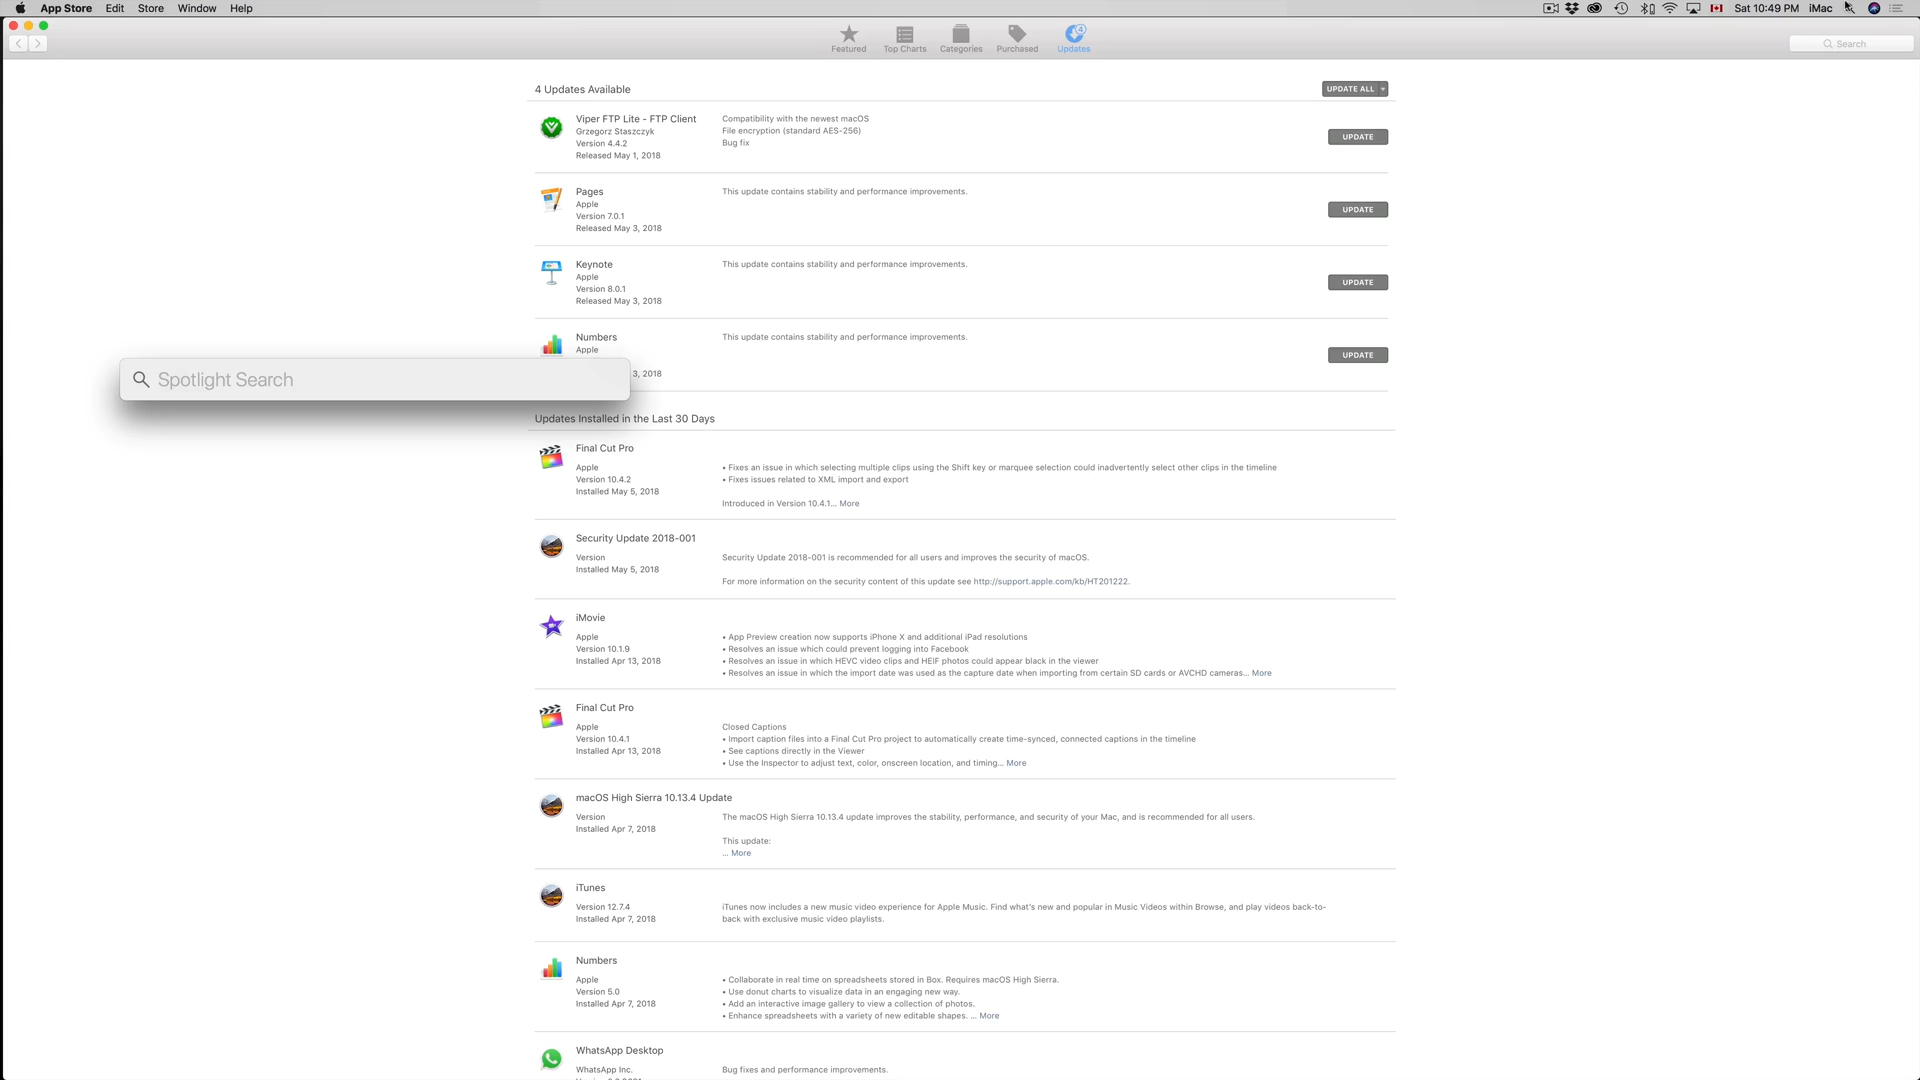 App Store Edit Store Window Help
Sat 10:49 PM iMac
Featured Top Charts Categories Purchased Updates
4
Search
4 Updates Available
UPDATE ALL
Viper FTP Lite - FTP Client
Grzegorz Staszczyk
Version 4.4.2
Released May 1, 2018
Compatibility with the newest macOS
File encryption (standard AES-256)
Bug fix
UPDATE
Pages
Apple
Version 7.0.1
Released May 3, 2018
This update contains stability and performance improvements.
UPDATE
Keynote
Apple
Version 8.0.1
Released May 3, 2018
This update contains stability and performance improvements.
UPDATE
Numbers
Apple
3, 2018
This update contains stability and performance improvements.
UPDATE
Spotlight Search
Updates Installed in the Last 30 Days
Final Cut Pro
Apple
Version 10.4.2
Installed May 5, 2018
• Fixes an issue in which selecting multiple clips using the Shift key or marquee selection could inadvertently select other clips in the timeline
• Fixes issues related to XML import and export
Introduced in Version 10.4.1... More
Security Update 2018-001
Version
Installed May 5, 2018
Security Update 2018-001 is recommended for all users and improves the security of macOS.
For more information on the security content of this update see http://support.apple.com/kb/HT201222.
iMovie
Apple
Version 10.1.9
Installed Apr 13, 2018
• App Preview creation now supports iPhone X and additional iPad resolutions
• Resolves an issue which could prevent logging into Facebook
• Resolves an issue in which HEVC video clips and HEIF photos could appear black in the viewer
• Resolves an issue in which the import date was used as the capture date when importing from certain SD cards or AVCHD cameras... More
Final Cut Pro
Apple
Version 10.4.1
Installed Apr 13, 2018
Closed Captions
• Import caption files into a Final Cut Pro project to automatically create time-synced, connected captions in the timeline
• See captions directly in the Viewer
• Use the Inspector to adjust text, color, onscreen location, and timing... More
macOS High Sierra 10.13.4 Update
Version
Installed Apr 7, 2018
The macOS High Sierra 10.13.4 update improves the stability, performance, and security of your Mac, and is recommended for all users.
This update:
... More
iTunes
Version 12.7.4
Installed Apr 7, 2018
iTunes now includes a new music video experience for Apple Music. Find what's new and popular in Music Videos within Browse, and play videos back-to-
back with exclusive music video playlists.
Numbers
Apple
Version 5.0
Installed Apr 7, 2018
• Collaborate in real time on spreadsheets stored in Box. Requires macOS High Sierra.
• Use donut charts to visualize data in an engaging new way.
• Add an interactive image gallery to view a collection of photos.
• Enhance spreadsheets with a variety of new editable shapes. ... More
WhatsApp Desktop
WhatsApp Inc.
Bug fixes and performance improvements.